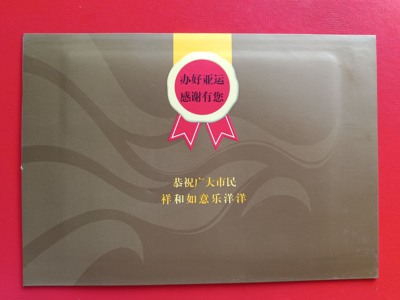 办好亚运
感谢有您
恭祝广大市民
祥和如意乐洋洋